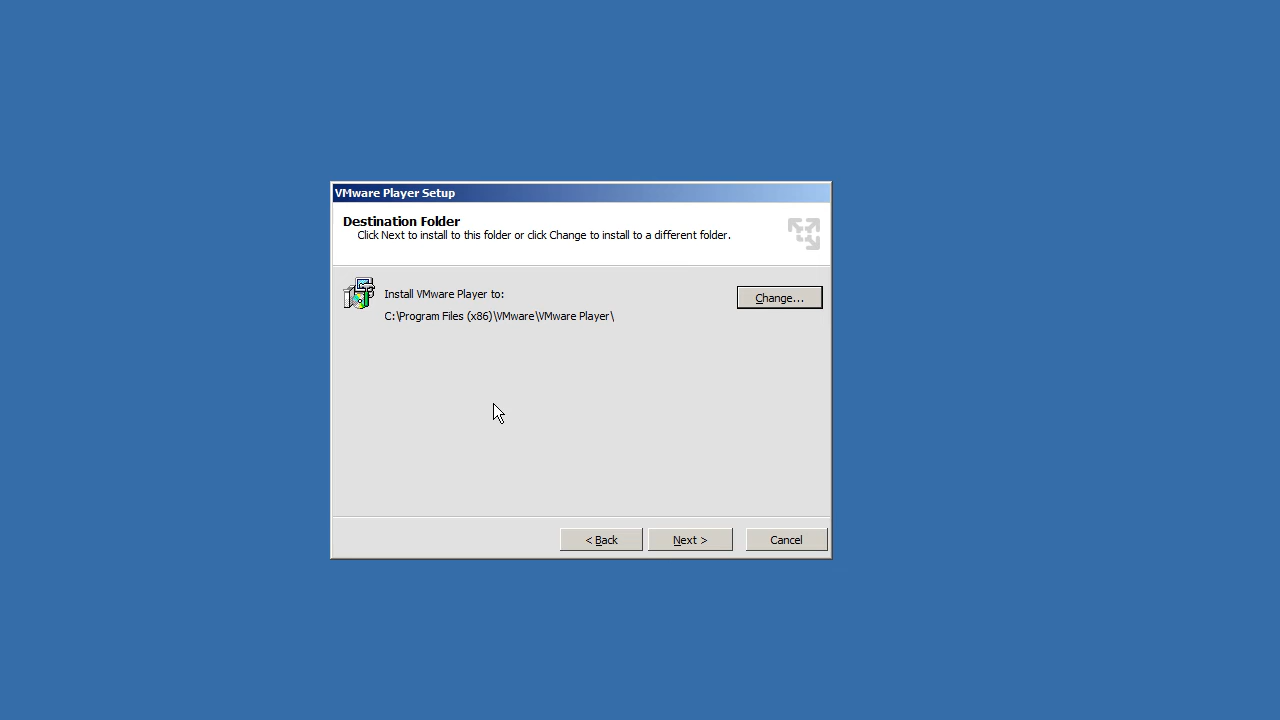 VMware Player Setup
Destination Folder
Click Next to install to this folder or click Change to install to a different folder.
Install VMware Player to:
Change...
C:\Program Files (x86)\VMware\VMware Player\
< Back
Next >
Cancel